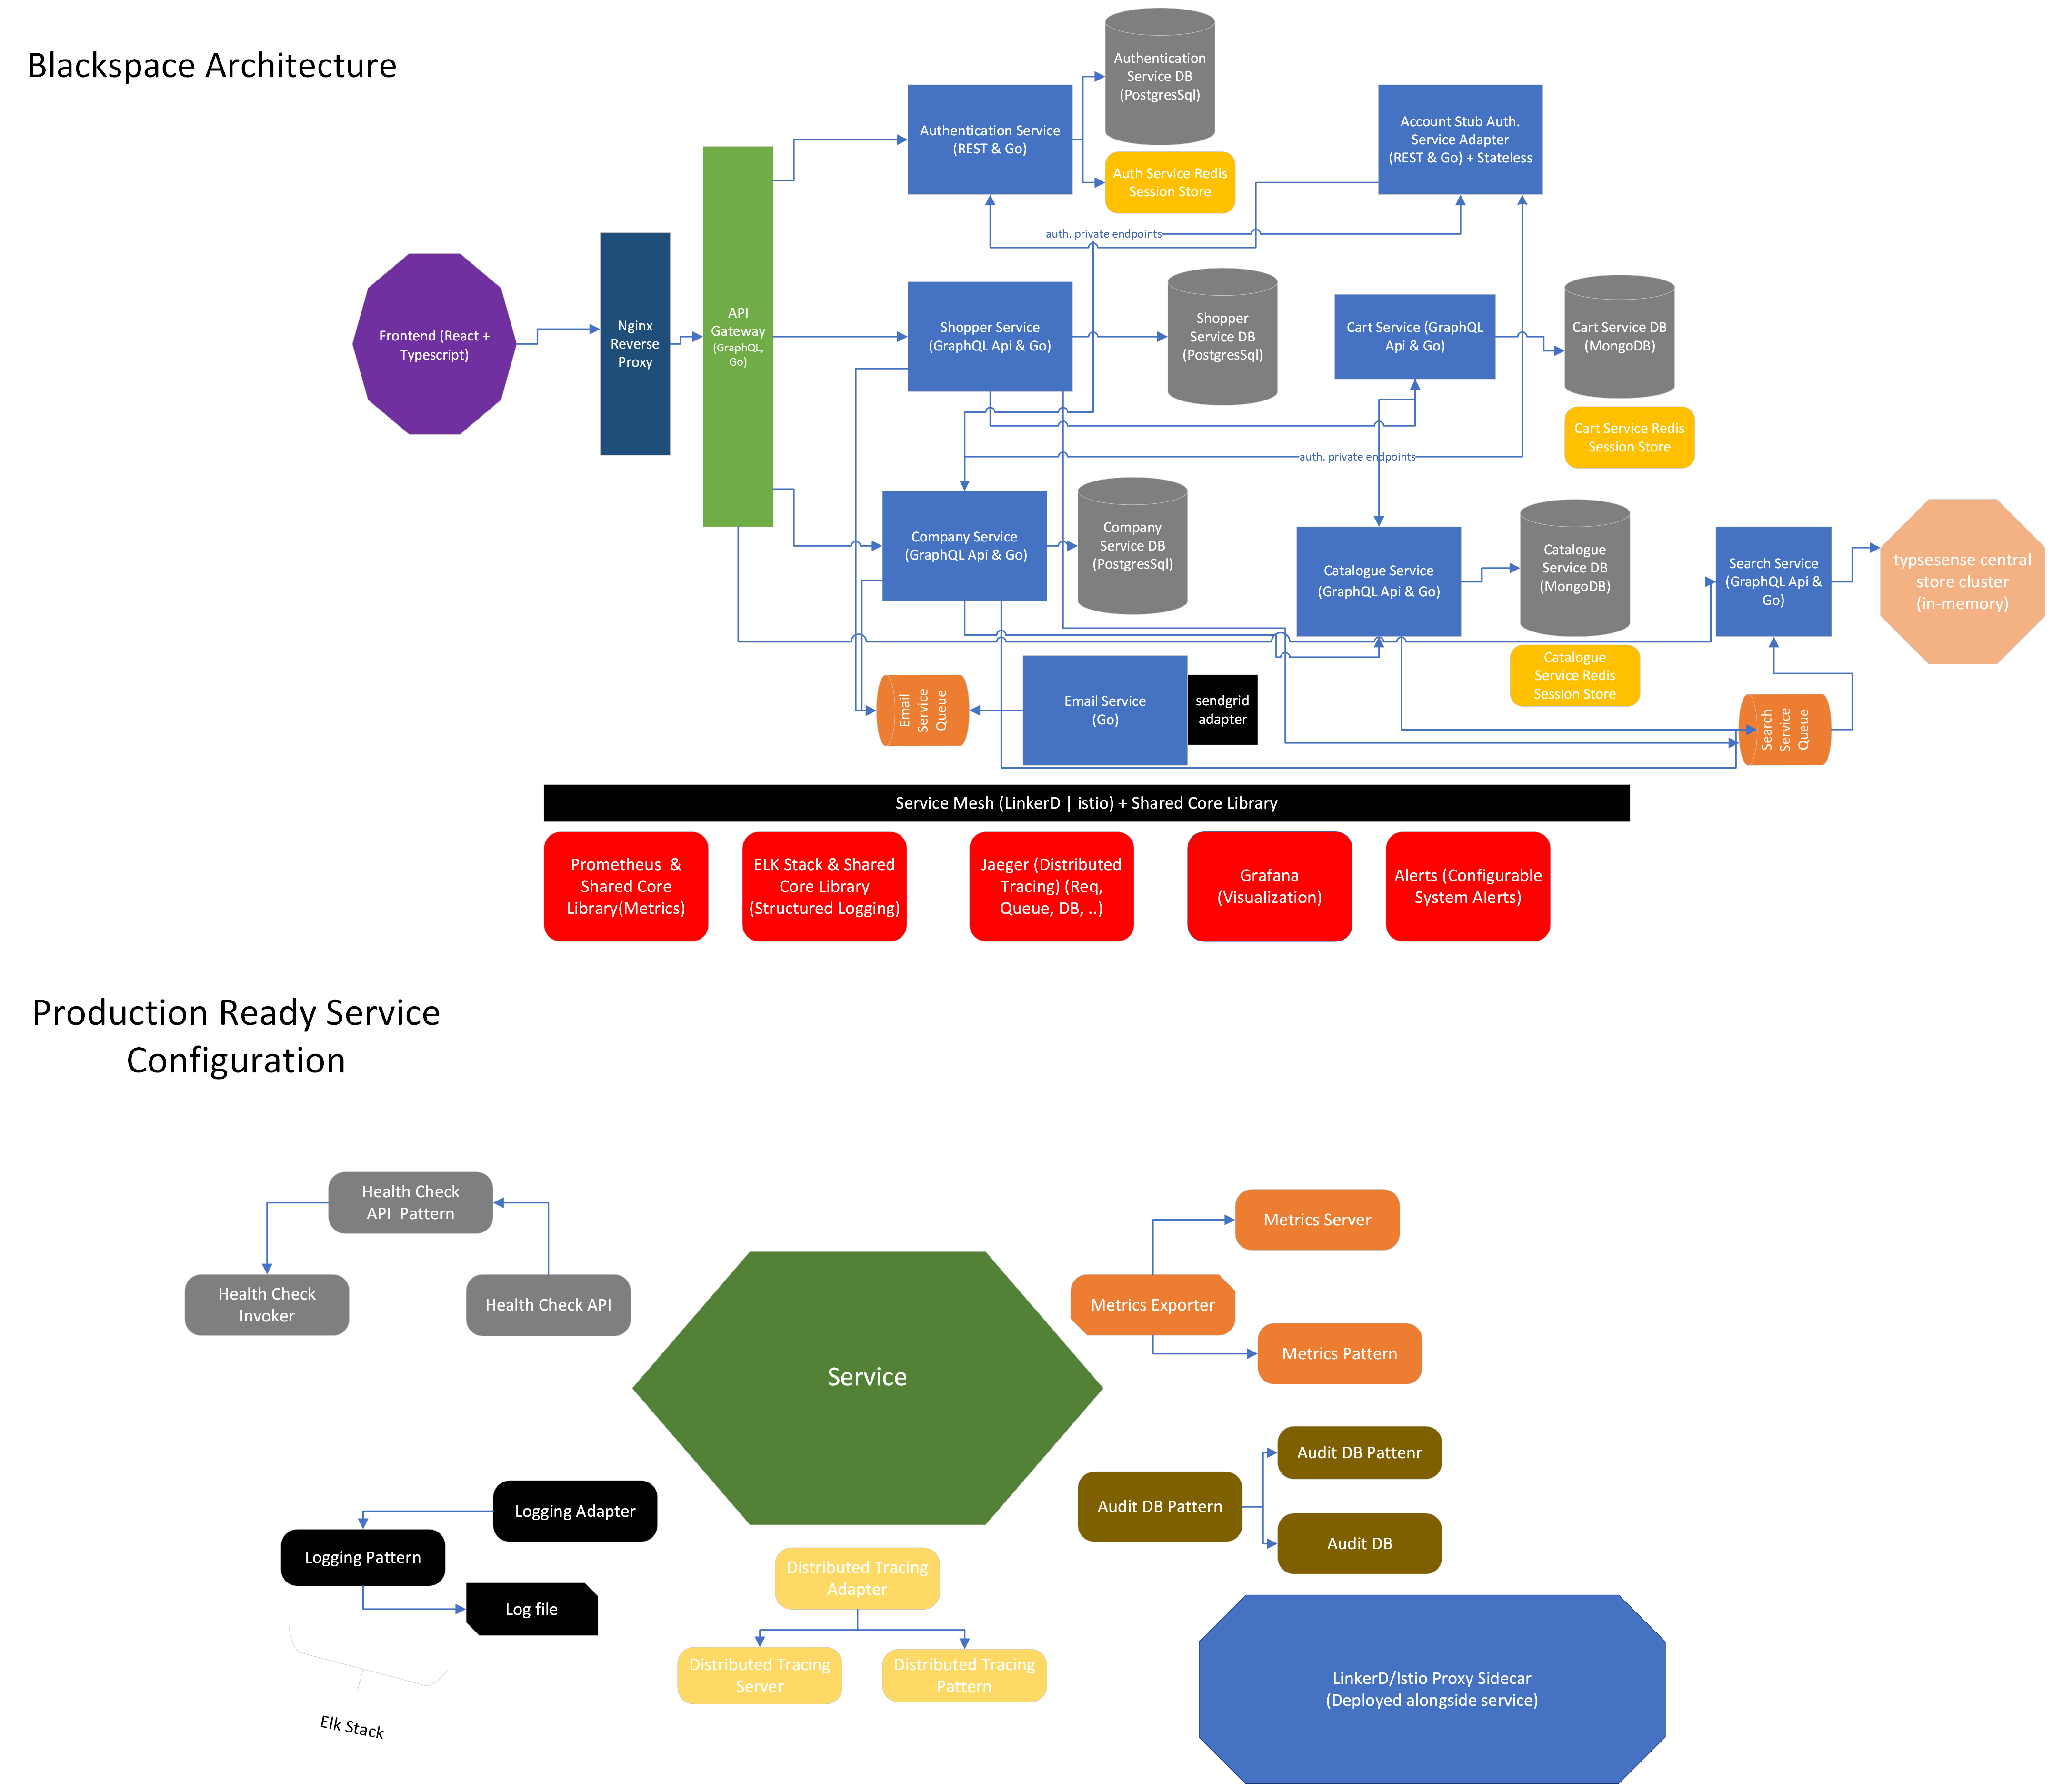 Blackspace Architecture
Authentication
Service DB
(PostgresSql)
Authentication Service
(REST & Go)
Auth Service Redis
Session Store
Account Stub Auth.
Service Adapter
(REST & Go) + Stateless
auth. private endpoints
Frontend (React +
Typescript)
Nginx
Reverse
Proxy
API
Gateway
(GraphQL,
Go)
Shopper Service
(GraphQL Api & Go)
Shopper
Service DB
(PostgresSql)
Cart Service (GraphQL
Api & Go)
Cart Service DB
(MongoDB)
Cart Service Redis
Session Store
auth. private endpoints
Company Service
(GraphQL Api & Go)
Company
Service DB
(PostgresSql)
Catalogue Service
(GraphQL Api & Go)
Catalogue
Service DB
(MongoDB)
Catalogue
Service Redis
Session Store
Search Service
(GraphQL Api &
Go)
typsesense central
store cluster
(in-memory)
Email
Service
Queue
Email Service
(Go)
sendgrid
adapter
Search
Service
Queue
Service Mesh (LinkerD | istio) + Shared Core Library
Prometheus &
Shared Core
Library(Metrics)
ELK Stack & Shared
Core Library
(Structured Logging)
Jaeger (Distributed
Tracing) (Req,
Queue, DB, ..)
Grafana
(Visualization)
Alerts (Configurable
System Alerts)
Production Ready Service
Configuration
Health Check
API Pattern
Health Check
Invoker
Health Check API
Service
Metrics Server
Metrics Exporter
Metrics Pattern
Audit DB Pattenr
Audit DB Pattern
Audit DB
Logging Adapter
Logging Pattern
Log file
Elk Stack
Distributed Tracing
Adapter
Distributed Tracing
Server
Distributed Tracing
Pattern
LinkerD/Istio Proxy Sidecar
(Deployed alongside service)